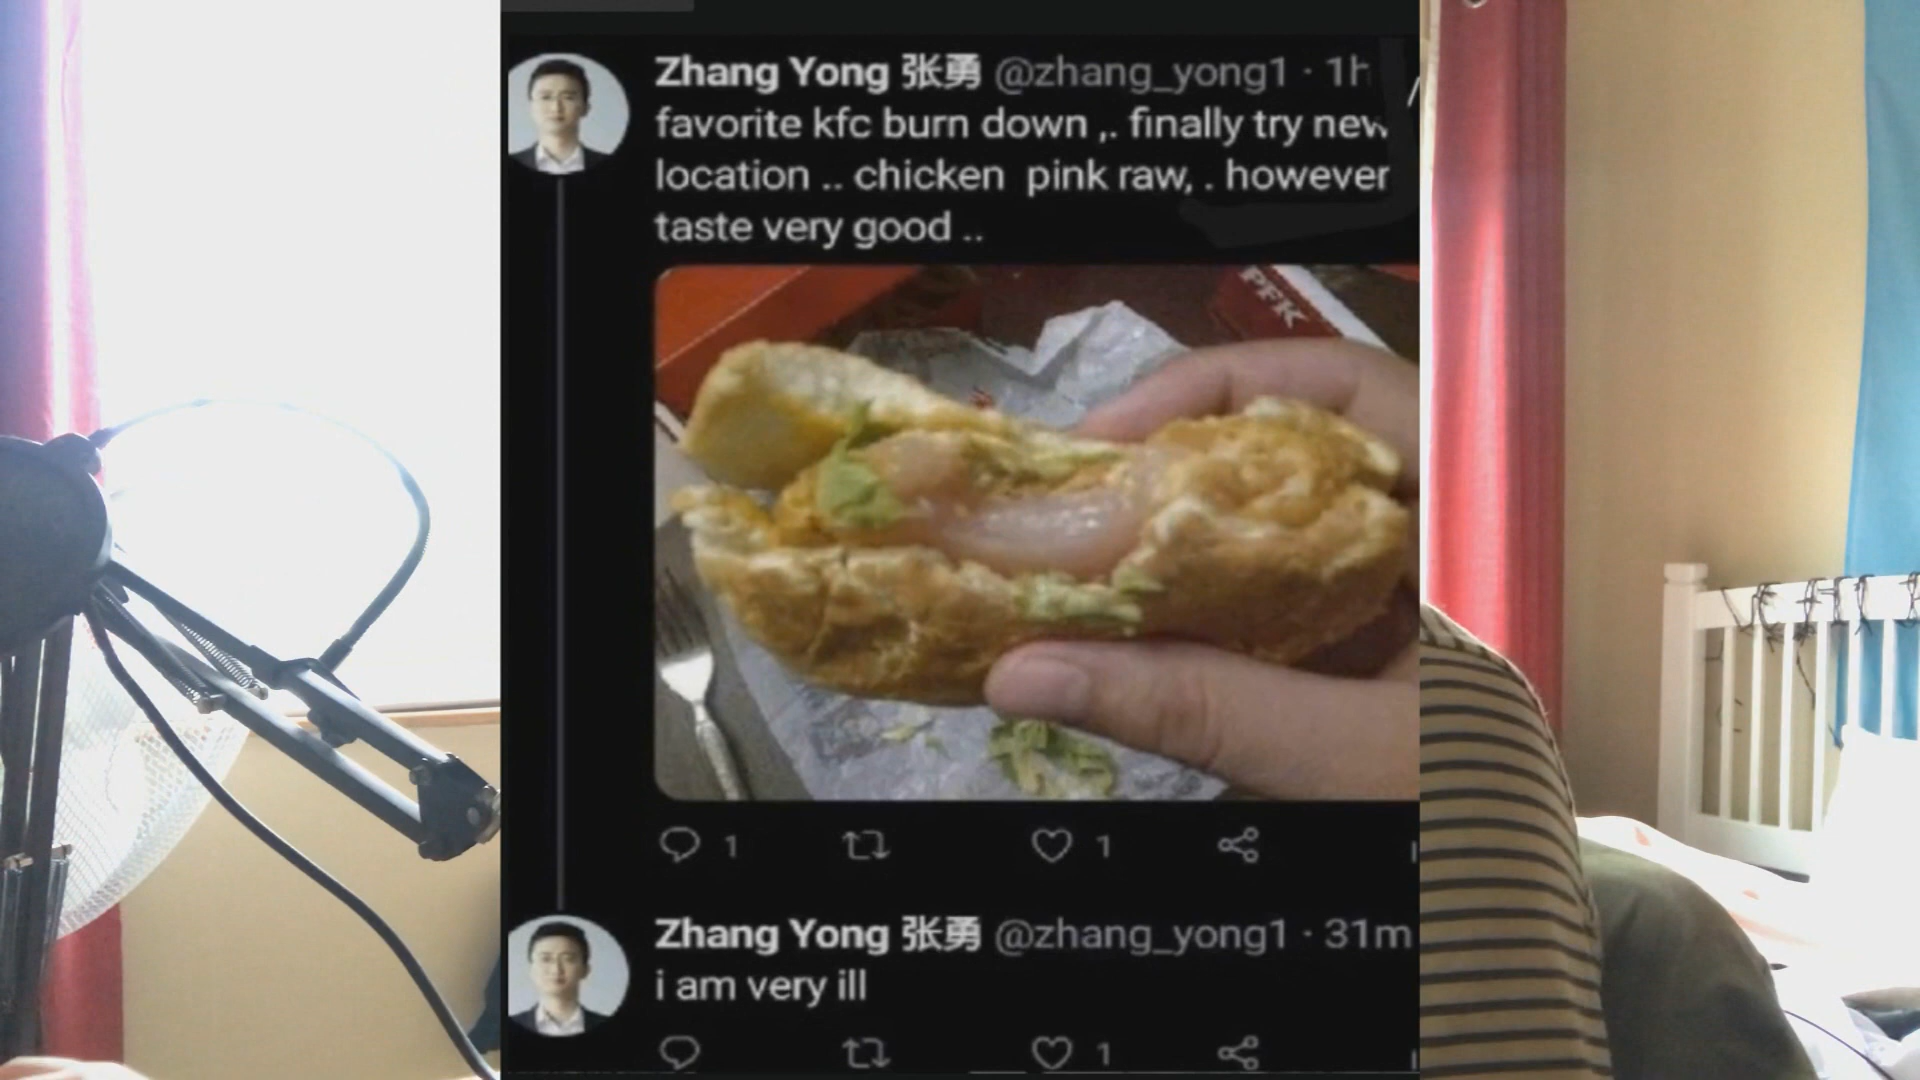 Zhang Yong 张勇 @zhang_yong1 · 1h
favorite kfc burn down ,. finally try new
location .. chicken  pink raw, . however
taste very good ..
PFK
1
1
Zhang Yong 张勇 @zhang_yong1 · 31m
i am very ill
1